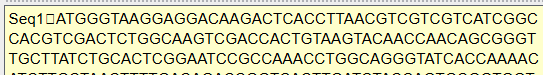 Seq1▯ATGGGTAAGGAGGACAAGACTCACCTTAACGTCGTCGTCATCGGC
CACGTCGACTCTGGCAAGTCGACCACTGTAAGTACAACCAACAGCGGGT
TGCTTATCTGCACTCGGAATCCGCCAAACCTGGCAGGGTATCACCAAAAC